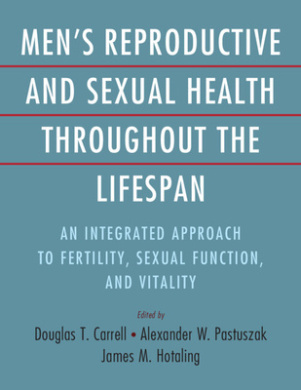 MEN'S REPRODUCTIVE
AND SEXUAL HEALTH
THROUGHOUT THE
LIFESPAN
AN INTEGRATED APPROACH
TO FERTILITY, SEXUAL FUNCTION,
AND VITALITY
Edited by
Douglas T. Carrell • Alexander W. Pastuszak
James M. Hotaling